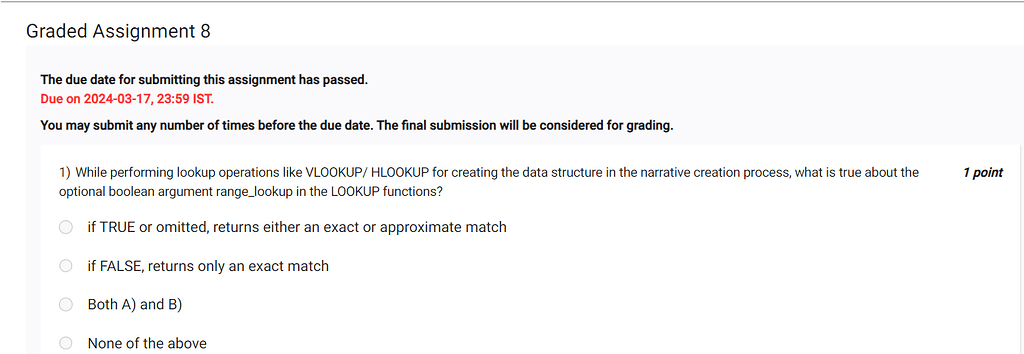 Graded Assignment 8
The due date for submitting this assignment has passed.
Due on 2024-03-17, 23:59 IST.
You may submit any number of times before the due date. The final submission will be considered for grading.
1) While performing lookup operations like VLOOKUP/ HLOOKUP for creating the data structure in the narrative creation process, what is true about the 1 point
optional boolean argument range_lookup in the LOOKUP functions?
if TRUE or omitted, returns either an exact or approximate match
if FALSE, returns only an exact match
Both A) and B)
None of the above